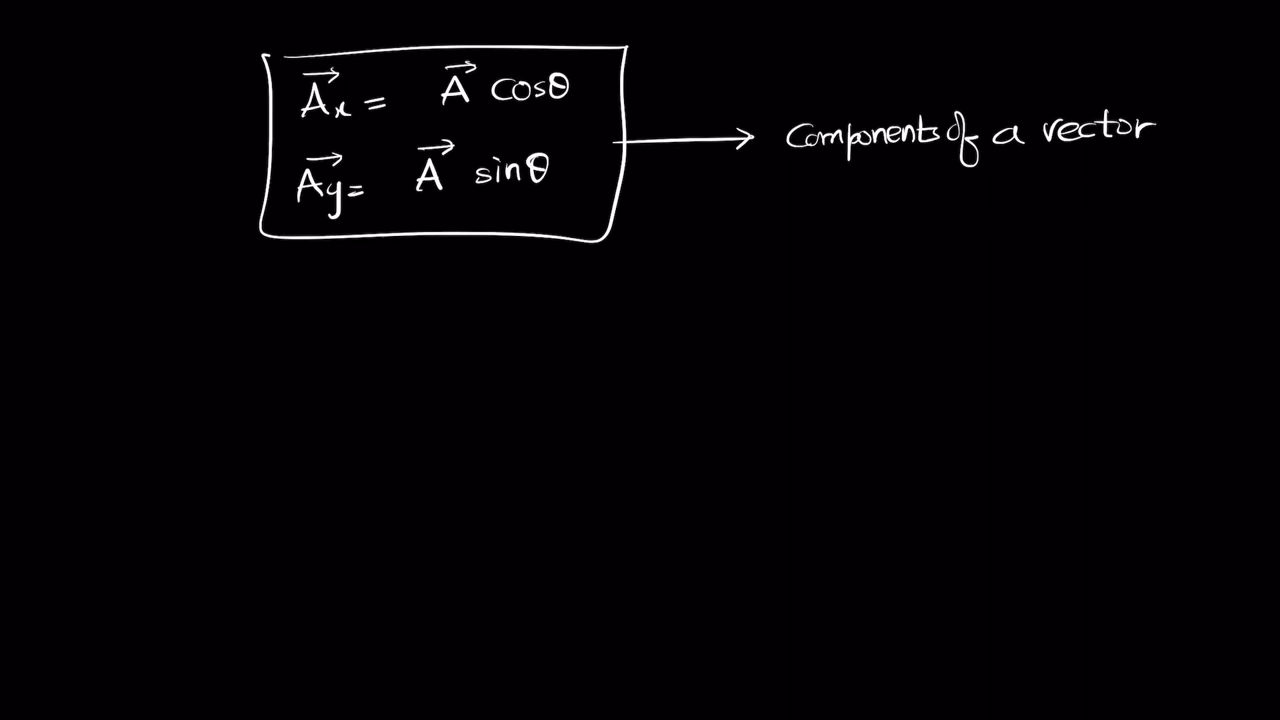 A⃗x = A⃗ cosθ
A⃗y = A⃗ sinθ
Components of a vector